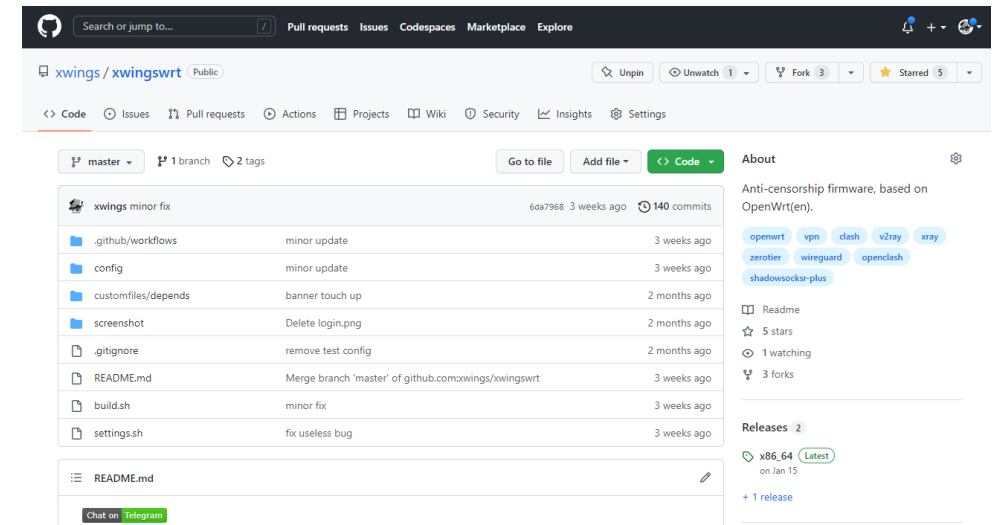 Search or jump to... / Pull requests Issues Codespaces Marketplace Explore
xwings / xwingswrt Public Unpin Unwatch 1 Fork 3 Starred 5
Code Issues Pull requests Actions Projects Wiki Security Insights Settings
master 1 branch 2 tags Go to file Add file Code
xwings minor fix 6da7968 3 weeks ago 140 commits
.github/workflows minor update 3 weeks ago
config minor update 3 weeks ago
customfiles/depends banner touch up 2 months ago
screenshot Delete login.png 2 months ago
.gitignore remove test config 2 months ago
README.md Merge branch 'master' of github.com:xwings/xwingswrt 3 weeks ago
build.sh minor fix 3 weeks ago
settings.sh fix useless bug 3 weeks ago
README.md
Chat on Telegram
About
Anti-censorship firmware, based on
OpenWrt(en).
openwrt vpn clash v2ray xray
zerotier wireguard openclash
shadowsocksr-plus
Readme
5 stars
1 watching
3 forks
Releases 2
x86_64 Latest
on Jan 15
+ 1 release